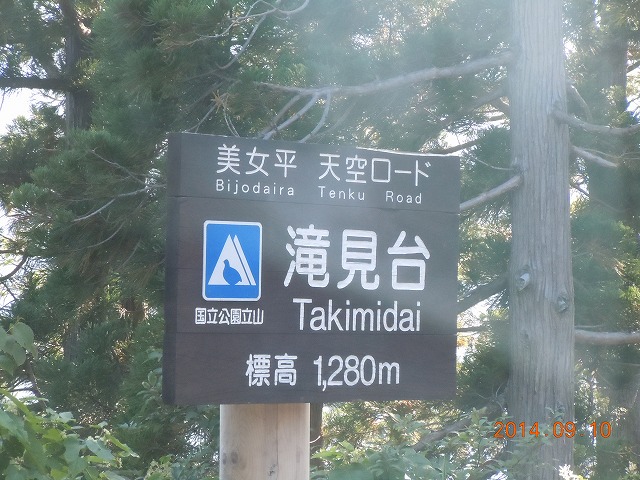 美女平 天空ロード
Bijodaira Tenku Road
滝見台
国立公園立山
Takimidai
標高 1,280m
2014.09.10